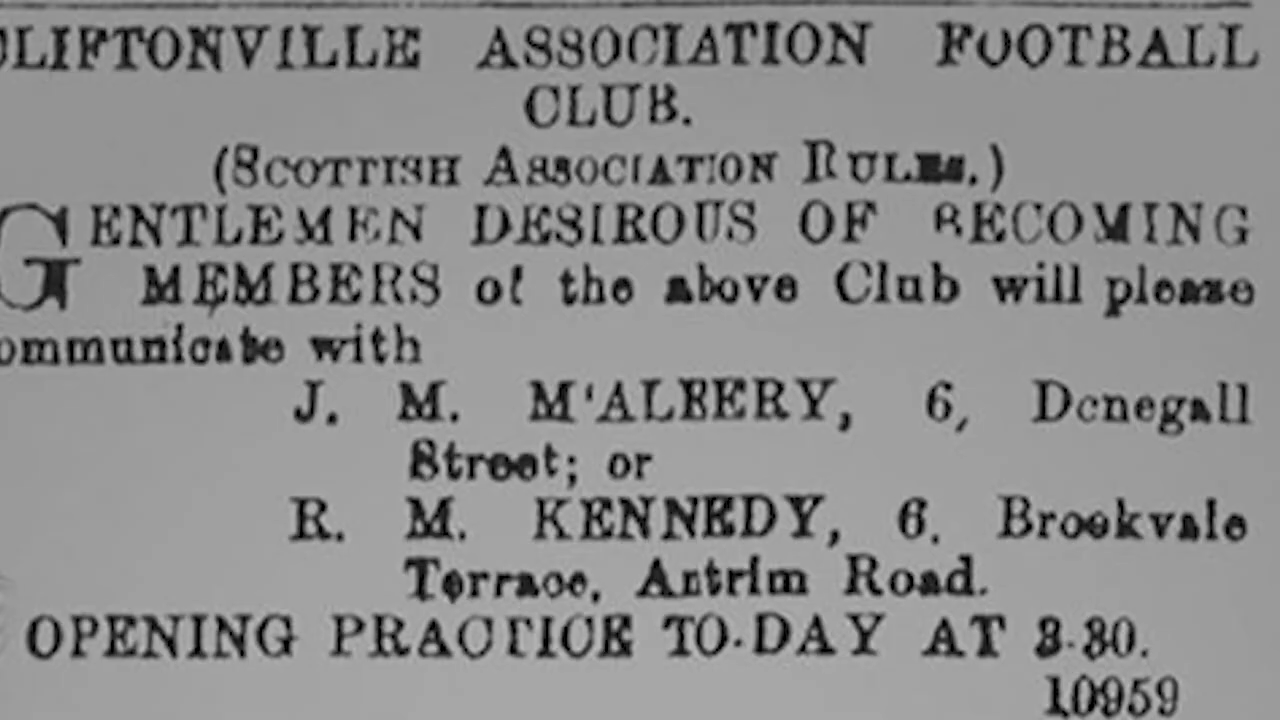 CLIFTONVILLE ASSOCIATION FOOTBALL
CLUB.
(SCOTTISH ASSOCIATION RULES.)
GENTLEMEN DESIROUS OF BECOMING
MEMBERS of the above Club will please
ommunicate with
J. M. M'ALEERY, 6, Donegall
Street; or
R. M. KENNEDY, 6, Brookvale
Terrace, Antrim Road.
OPENING PRACTICE TO-DAY AT 3-30.
10959